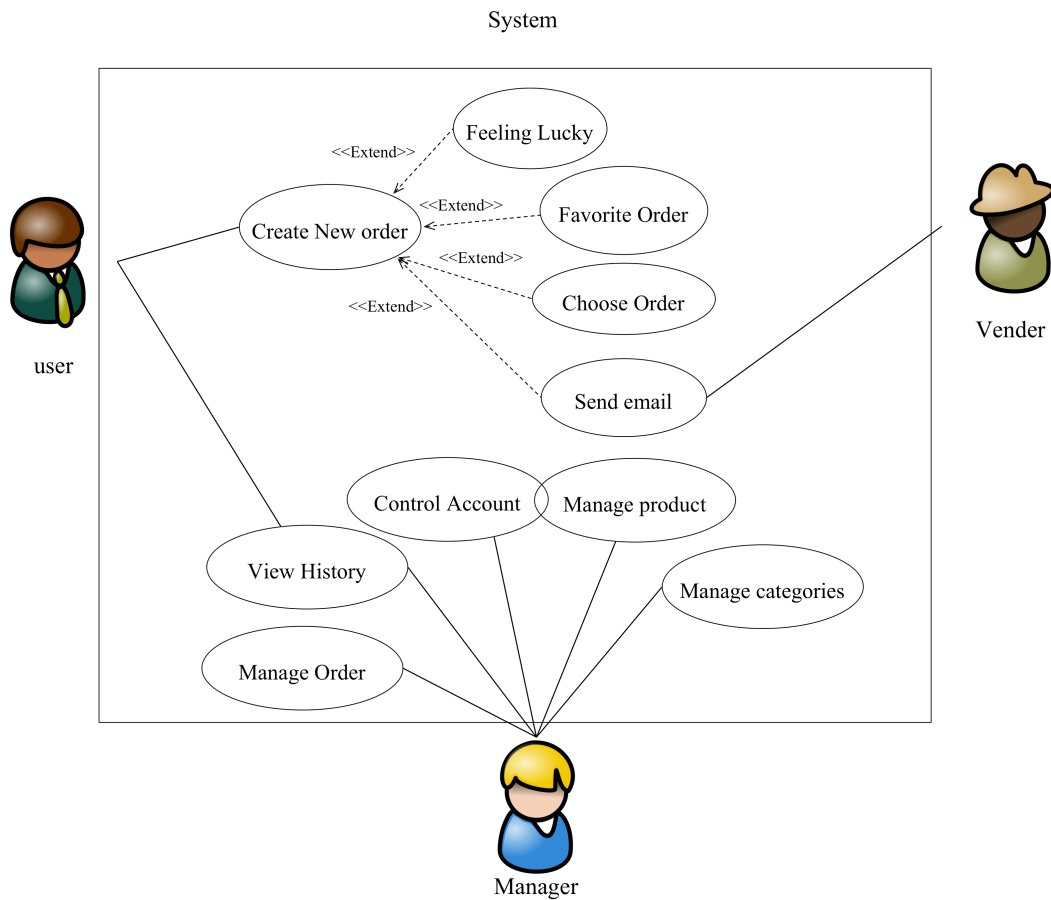 System
Feeling Lucky
<<Extend>>
<<Extend>>
Favorite Order
Create New order
<<Extend>>
Choose Order
<<Extend>>
Vender
user
Send email
Control Account
Manage product
View History
Manage categories
Manage Order
Manager